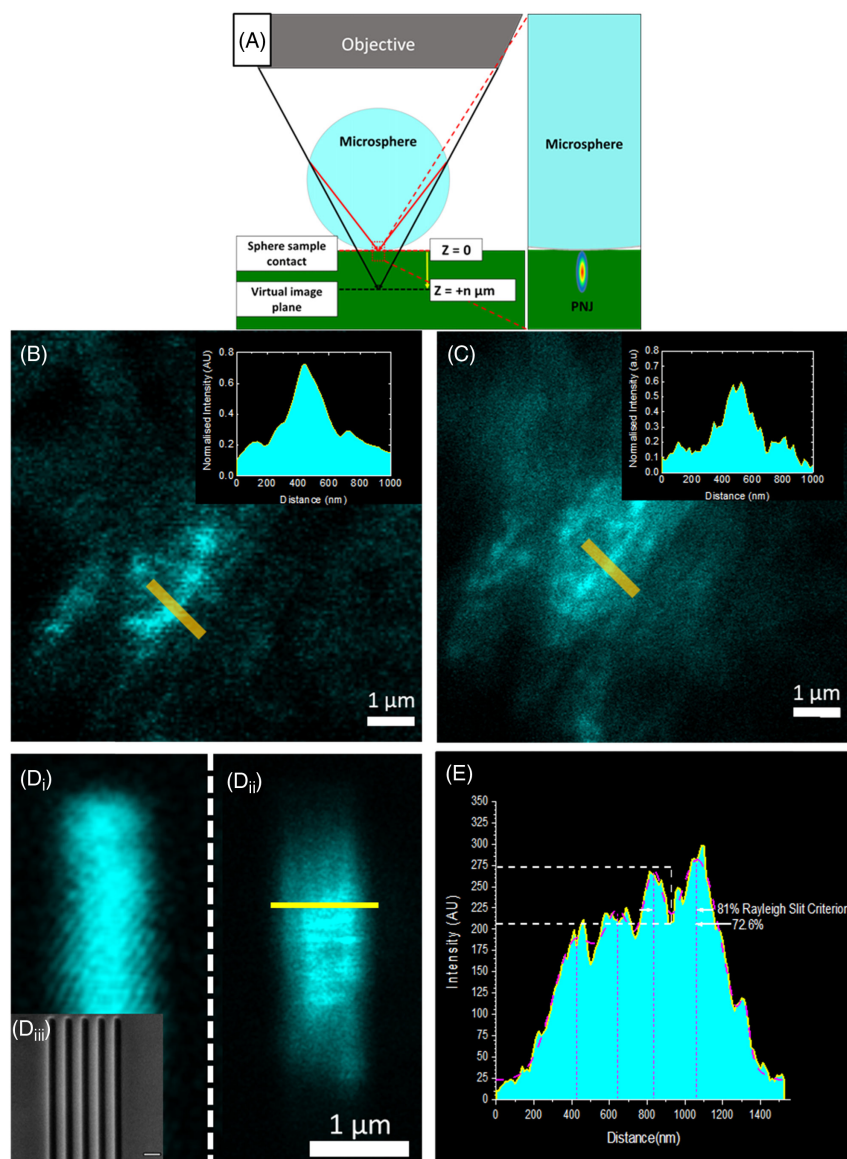 (A)
Objective
Microsphere
Microsphere
Sphere sample
contact
Z = 0
Virtual image
plane
Z = +n µm
PNJ
(B)
Normalised Intensity (AU)
0.8
0.6
0.4
0.2
0.0
0 200 400 600 800 1000
Distance (nm)
1 µm
(C)
Normalised Intensity (a.u)
0.8
0.7
0.6
0.5
0.4
0.3
0.2
0.1
0.0
0 200 400 600 800 1000
Distance (nm)
1 µm
(Di)
(Dii)
(Diii)
1 µm
(E)
Intensity (AU)
350
325
300
275
250
225
200
175
150
125
100
75
50
25
0
81% Rayleigh Slit Criterion
72.6%
0 200 400 600 800 1000 1200 1400
Distance(nm)